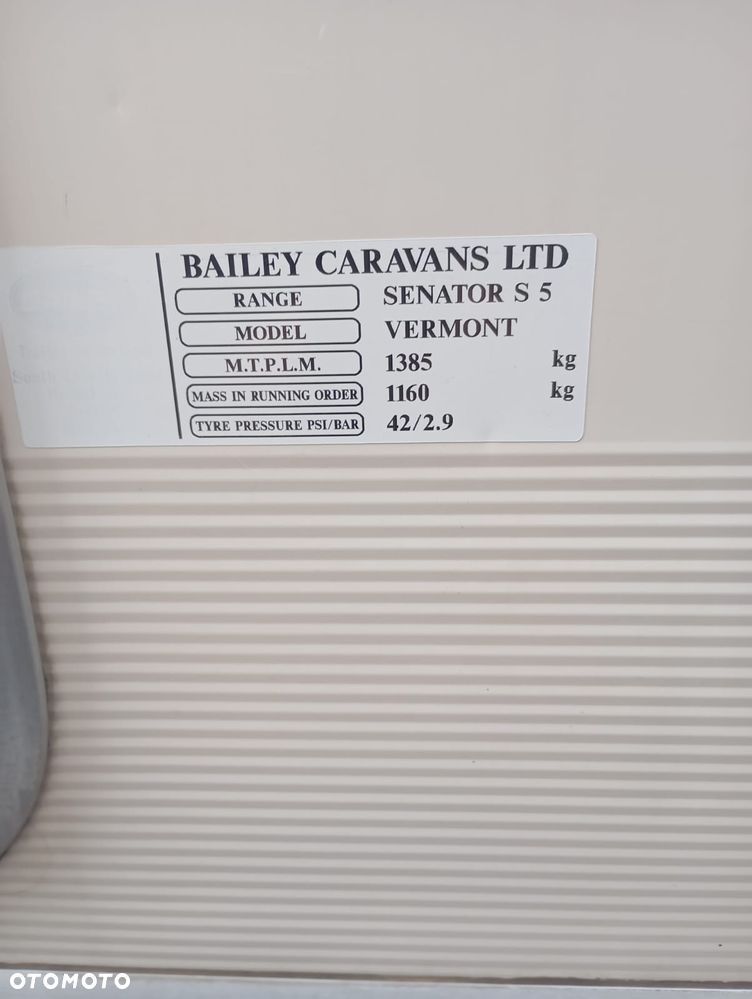 BAILEY CARAVANS LTD
RANGE SENATOR S 5
MODEL VERMONT
M.T.P.L.M. 1385 kg
MASS IN RUNNING ORDER 1160 kg
TYRE PRESSURE PSI/BAR 42/2.9
OTOMOTO